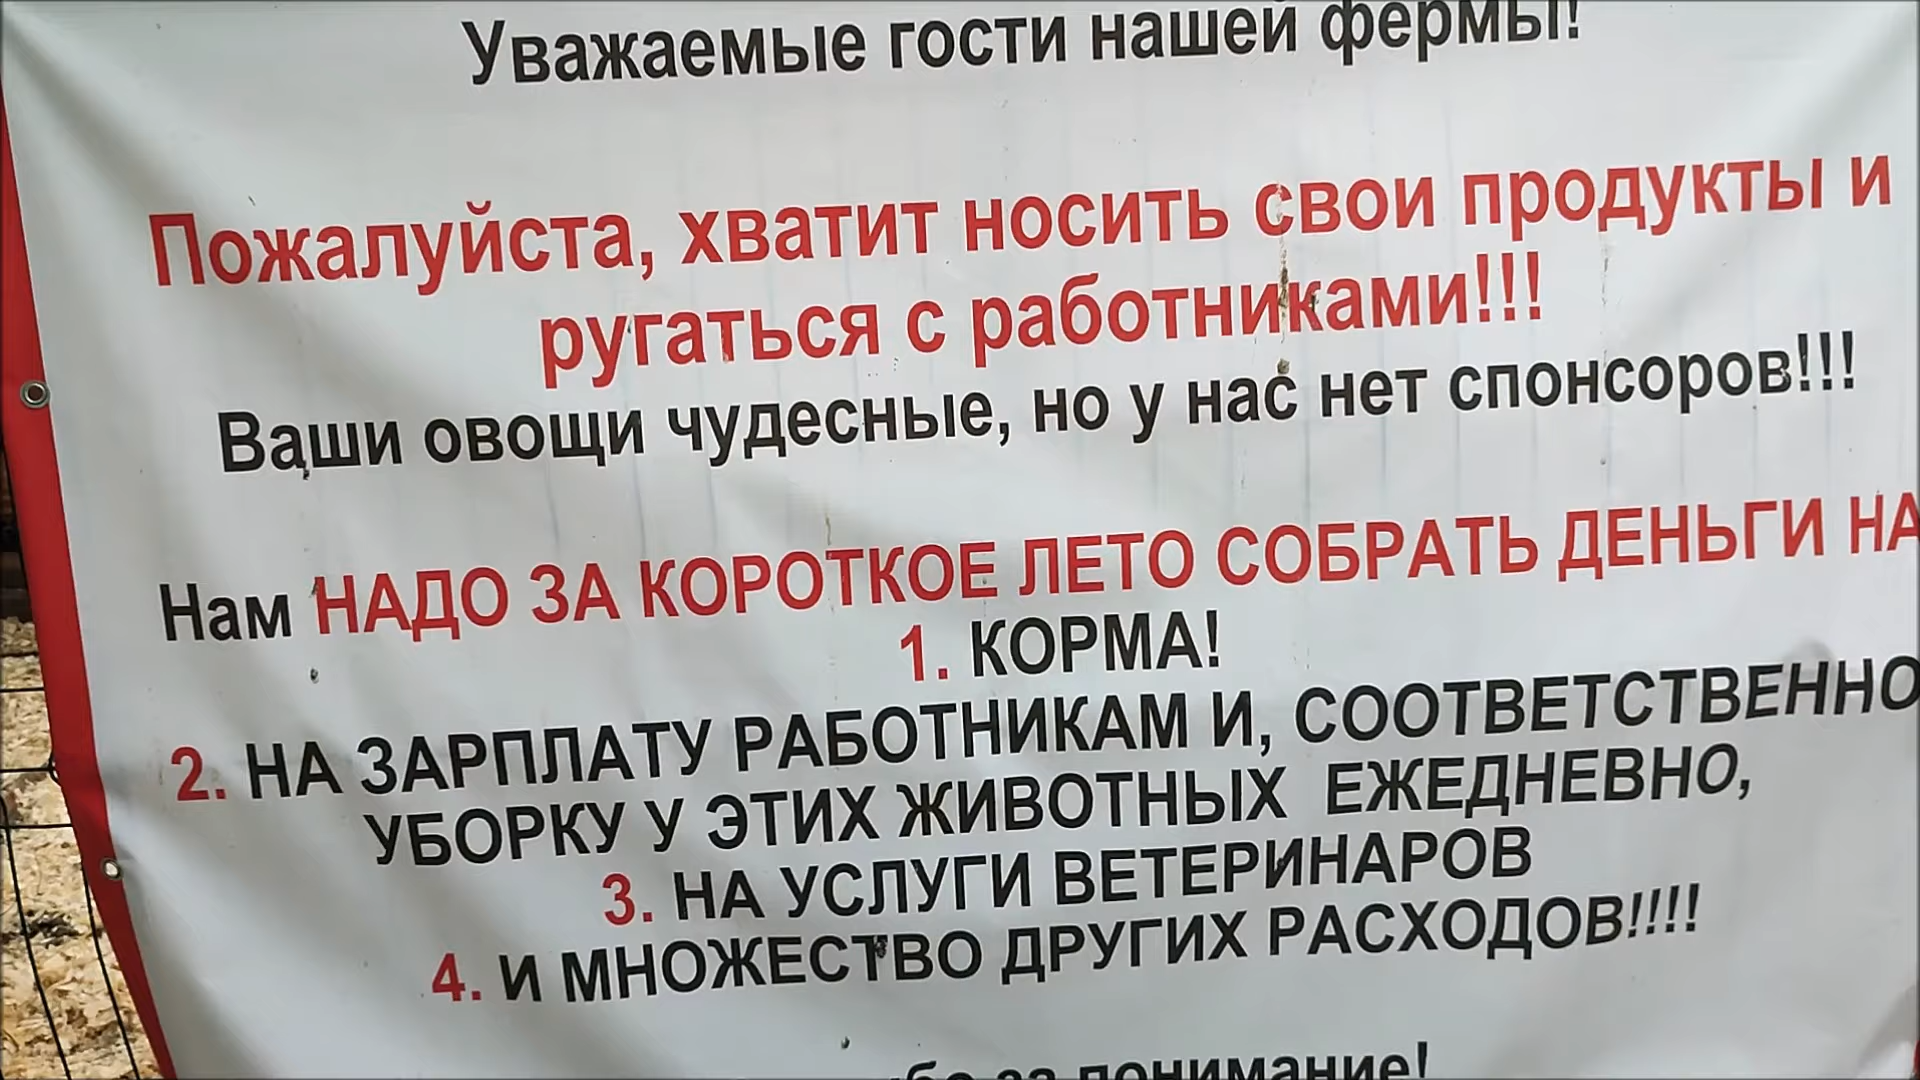 Уважаемые гости нашей фермы!
Пожалуйста, хватит носить свои продукты и
ругаться с работниками!!!
Ваши овощи чудесные, но у нас нет спонсоров!!!
Нам НАДО ЗА КОРОТКОЕ ЛЕТО СОБРАТЬ ДЕНЬГИ НА
1. КОРМА!
2. НА ЗАРПЛАТУ РАБОТНИКАМ И, СООТВЕТСТВЕННО
УБОРКУ У ЭТИХ ЖИВОТНЫХ ЕЖЕДНЕВНО,
3. НА УСЛУГИ ВЕТЕРИНАРОВ
4. И МНОЖЕСТВО ДРУГИХ РАСХОДОВ!!!!
за понимание!